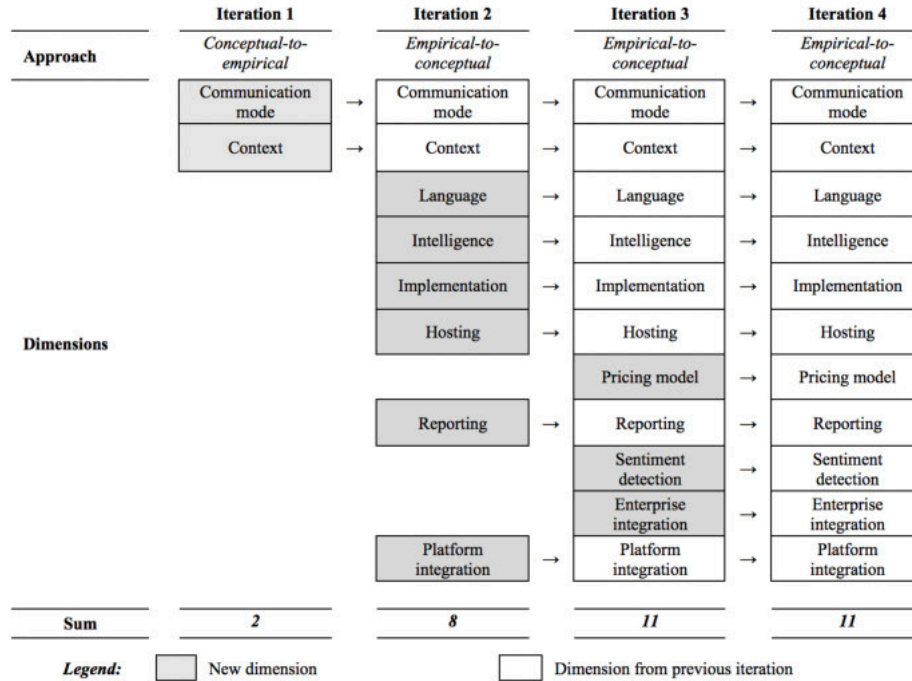 Iteration 1 Iteration 2 Iteration 3 Iteration 4
Approach Conceptual-to-empirical Empirical-to-conceptual Empirical-to-conceptual Empirical-to-conceptual
Communication mode → Communication mode → Communication mode → Communication mode
Context → Context → Context → Context
Language → Language → Language
Intelligence → Intelligence → Intelligence
Implementation → Implementation → Implementation
Dimensions Hosting → Hosting → Hosting
Pricing model → Pricing model
Reporting → Reporting → Reporting
Sentiment detection → Sentiment detection
Enterprise integration → Enterprise integration
Platform integration → Platform integration → Platform integration
Sum 2 8 11 11
Legend: New dimension Dimension from previous iteration